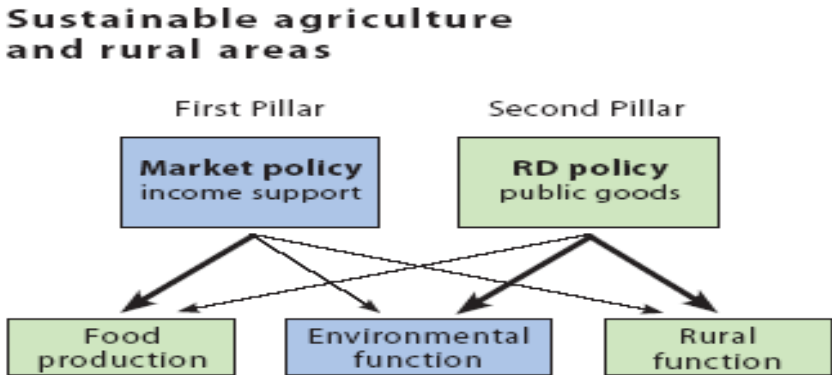 Sustainable agriculture
and rural areas
First Pillar
Second Pillar
Market policy
income support
RD policy
public goods
Food
production
Environmental
function
Rural
function